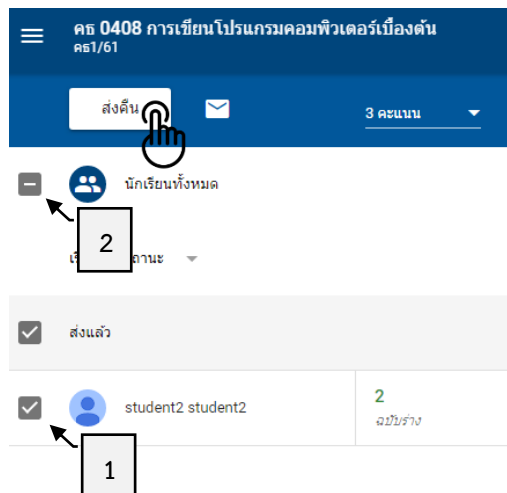 คธ 0408 การเขียนโปรแกรมคอมพิวเตอร์เบื้องต้น
คธ1/61
ส่งคืน
3 คะแนน
นักเรียนทั้งหมด
2
ส่งแล้ว
student2 student2
2
ฉบับร่าง
1